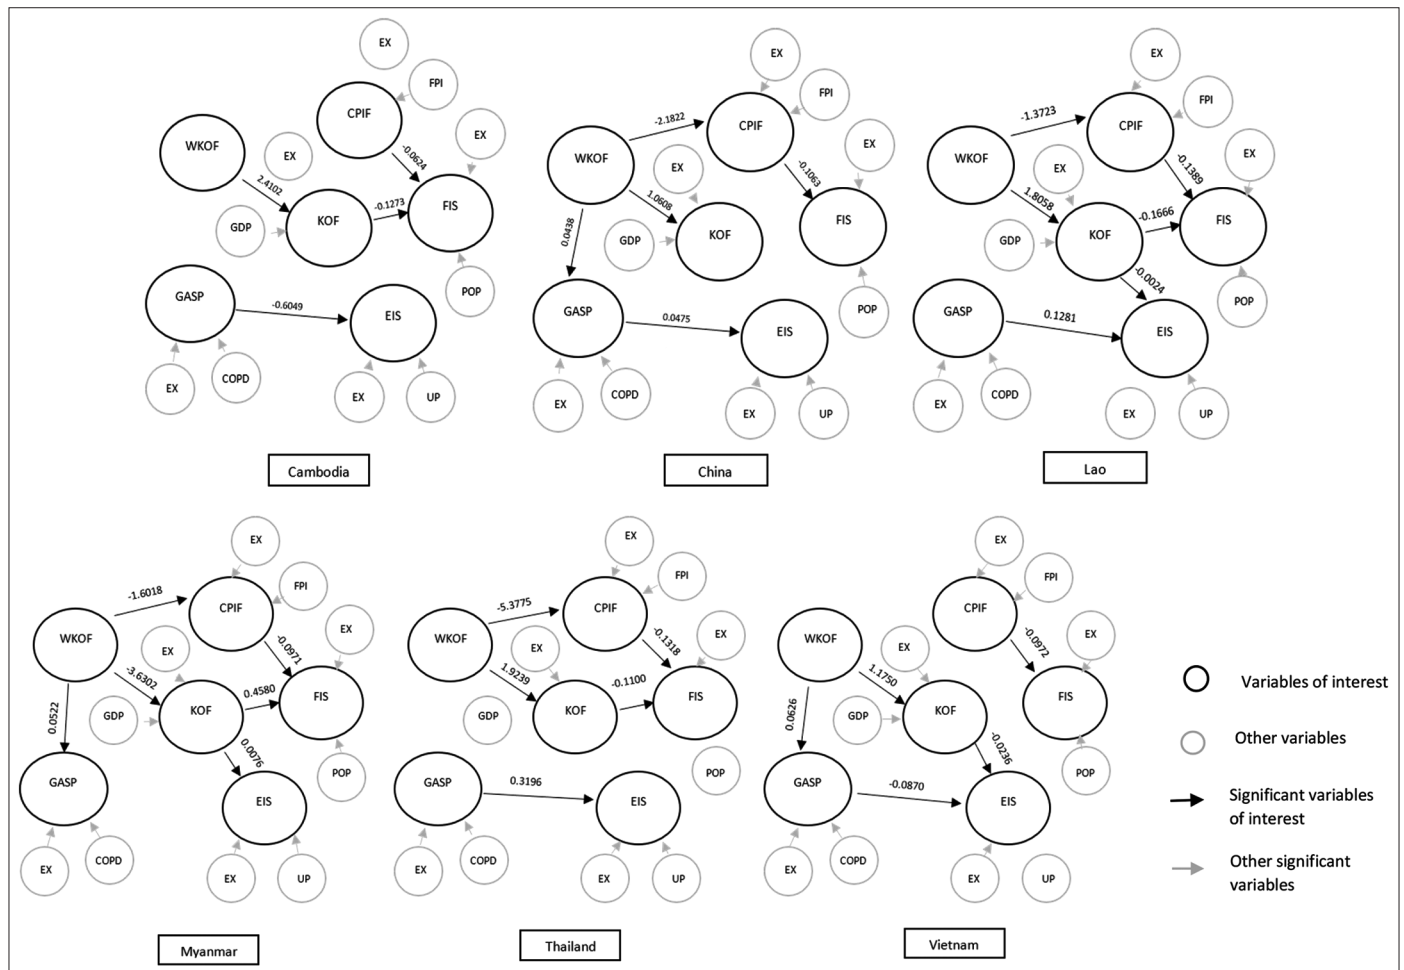 EX
FPI
CPIF
EX
WKOF
EX
-0.0624
2.4102
KOF
-0.1273
FIS
GDP
POP
GASP
-0.6049
EIS
EX
COPD
EX
UP
Cambodia
EX
FPI
-2.1822
CPIF
EX
WKOF
EX
-0.1063
1.0608
KOF
FIS
GDP
0.0438
POP
GASP
0.0475
EIS
EX
COPD
EX
UP
China
EX
FPI
-1.3723
CPIF
EX
WKOF
EX
-0.1389
1.8058
KOF
-0.1666
FIS
GDP
-0.0024
POP
GASP
0.1281
EIS
EX
COPD
EX
UP
Lao
EX
FPI
-1.6018
CPIF
EX
WKOF
EX
-0.0971
-3.6302
KOF
0.4580
FIS
GDP
0.0522
0.0076
POP
GASP
EIS
EX
COPD
EX
UP
Myanmar
EX
FPI
-5.3775
CPIF
EX
WKOF
EX
-0.1318
1.9239
KOF
-0.1100
FIS
GDP
POP
GASP
0.3196
EIS
EX
COPD
EX
UP
Thailand
EX
FPI
CPIF
EX
WKOF
EX
-0.0972
1.1750
KOF
FIS
GDP
0.0626
-0.0236
POP
GASP
-0.0870
EIS
EX
COPD
EX
UP
Vietnam
Variables of interest
Other variables
Significant variables
of interest
Other significant
variables